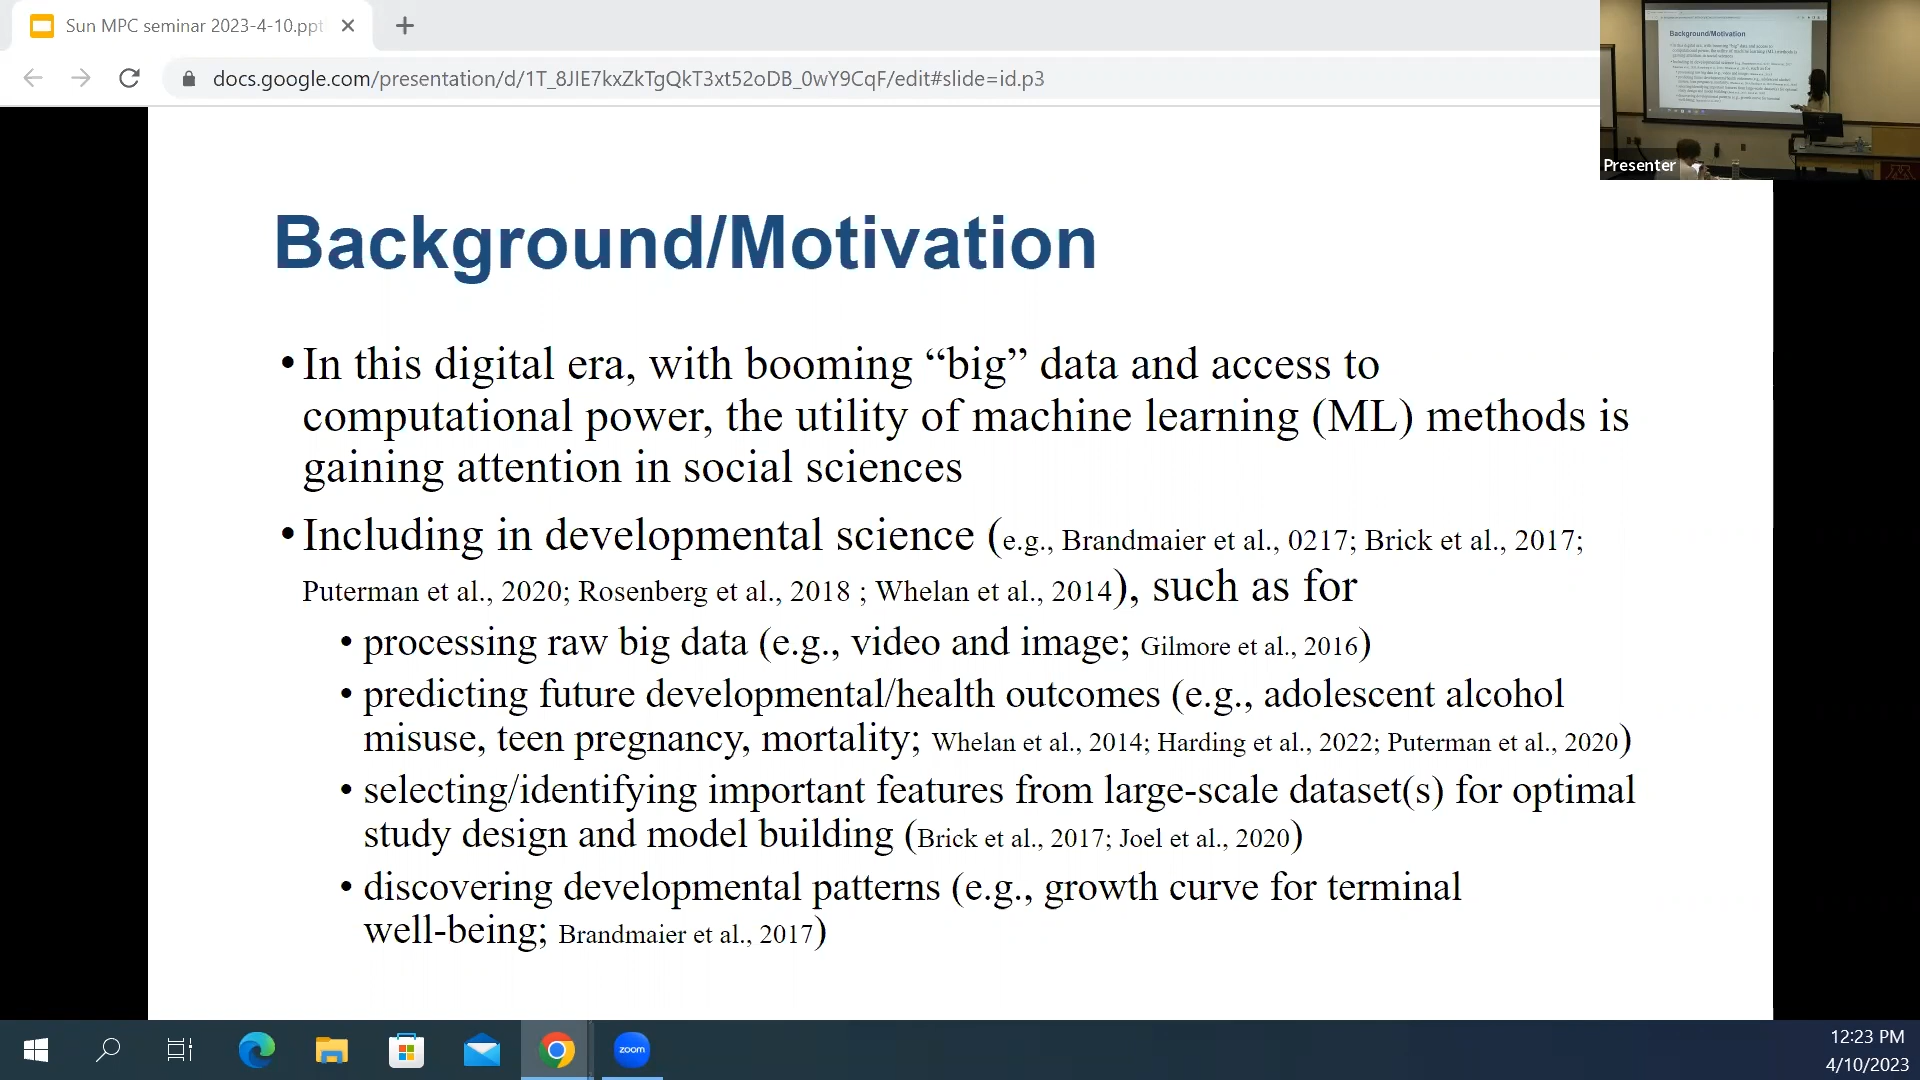 Sun MPC seminar 2023-4-10.ppt
docs.google.com/presentation/d/1T_8JIE7kxZkTgQkT3xt52oDB_0wY9CqF/edit#slide=id.p3
Background/Motivation
Presenter
Background/Motivation
•In this digital era, with booming “big” data and access to
computational power, the utility of machine learning (ML) methods is
gaining attention in social sciences
•Including in developmental science (e.g., Brandmaier et al., 0217; Brick et al., 2017;
Puterman et al., 2020; Rosenberg et al., 2018 ; Whelan et al., 2014), such as for
• processing raw big data (e.g., video and image; Gilmore et al., 2016)
• predicting future developmental/health outcomes (e.g., adolescent alcohol
misuse, teen pregnancy, mortality; Whelan et al., 2014; Harding et al., 2022; Puterman et al., 2020)
• selecting/identifying important features from large-scale dataset(s) for optimal
study design and model building (Brick et al., 2017; Joel et al., 2020)
• discovering developmental patterns (e.g., growth curve for terminal
well-being; Brandmaier et al., 2017)
zoom
12:23 PM
4/10/2023